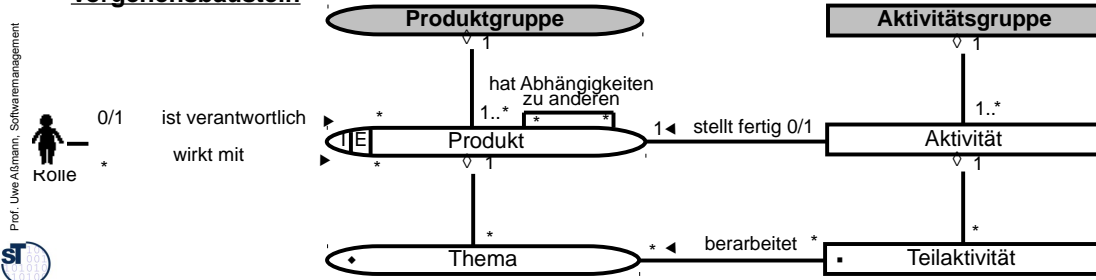 Vorgehensbaustein
Produktgruppe
Aktivitätsgruppe
1
1
hat Abhängigkeiten
zu anderen
1..*
* *
1..*
0/1 ist verantwortlich *
I E Produkt
1 stellt fertig 0/1
Aktivität
* wirkt mit *
Rolle
1
1
*
*
Thema
* berarbeitet *
Teilaktivität
Prof. Uwe Aßmann, Softwaremanagement
ST